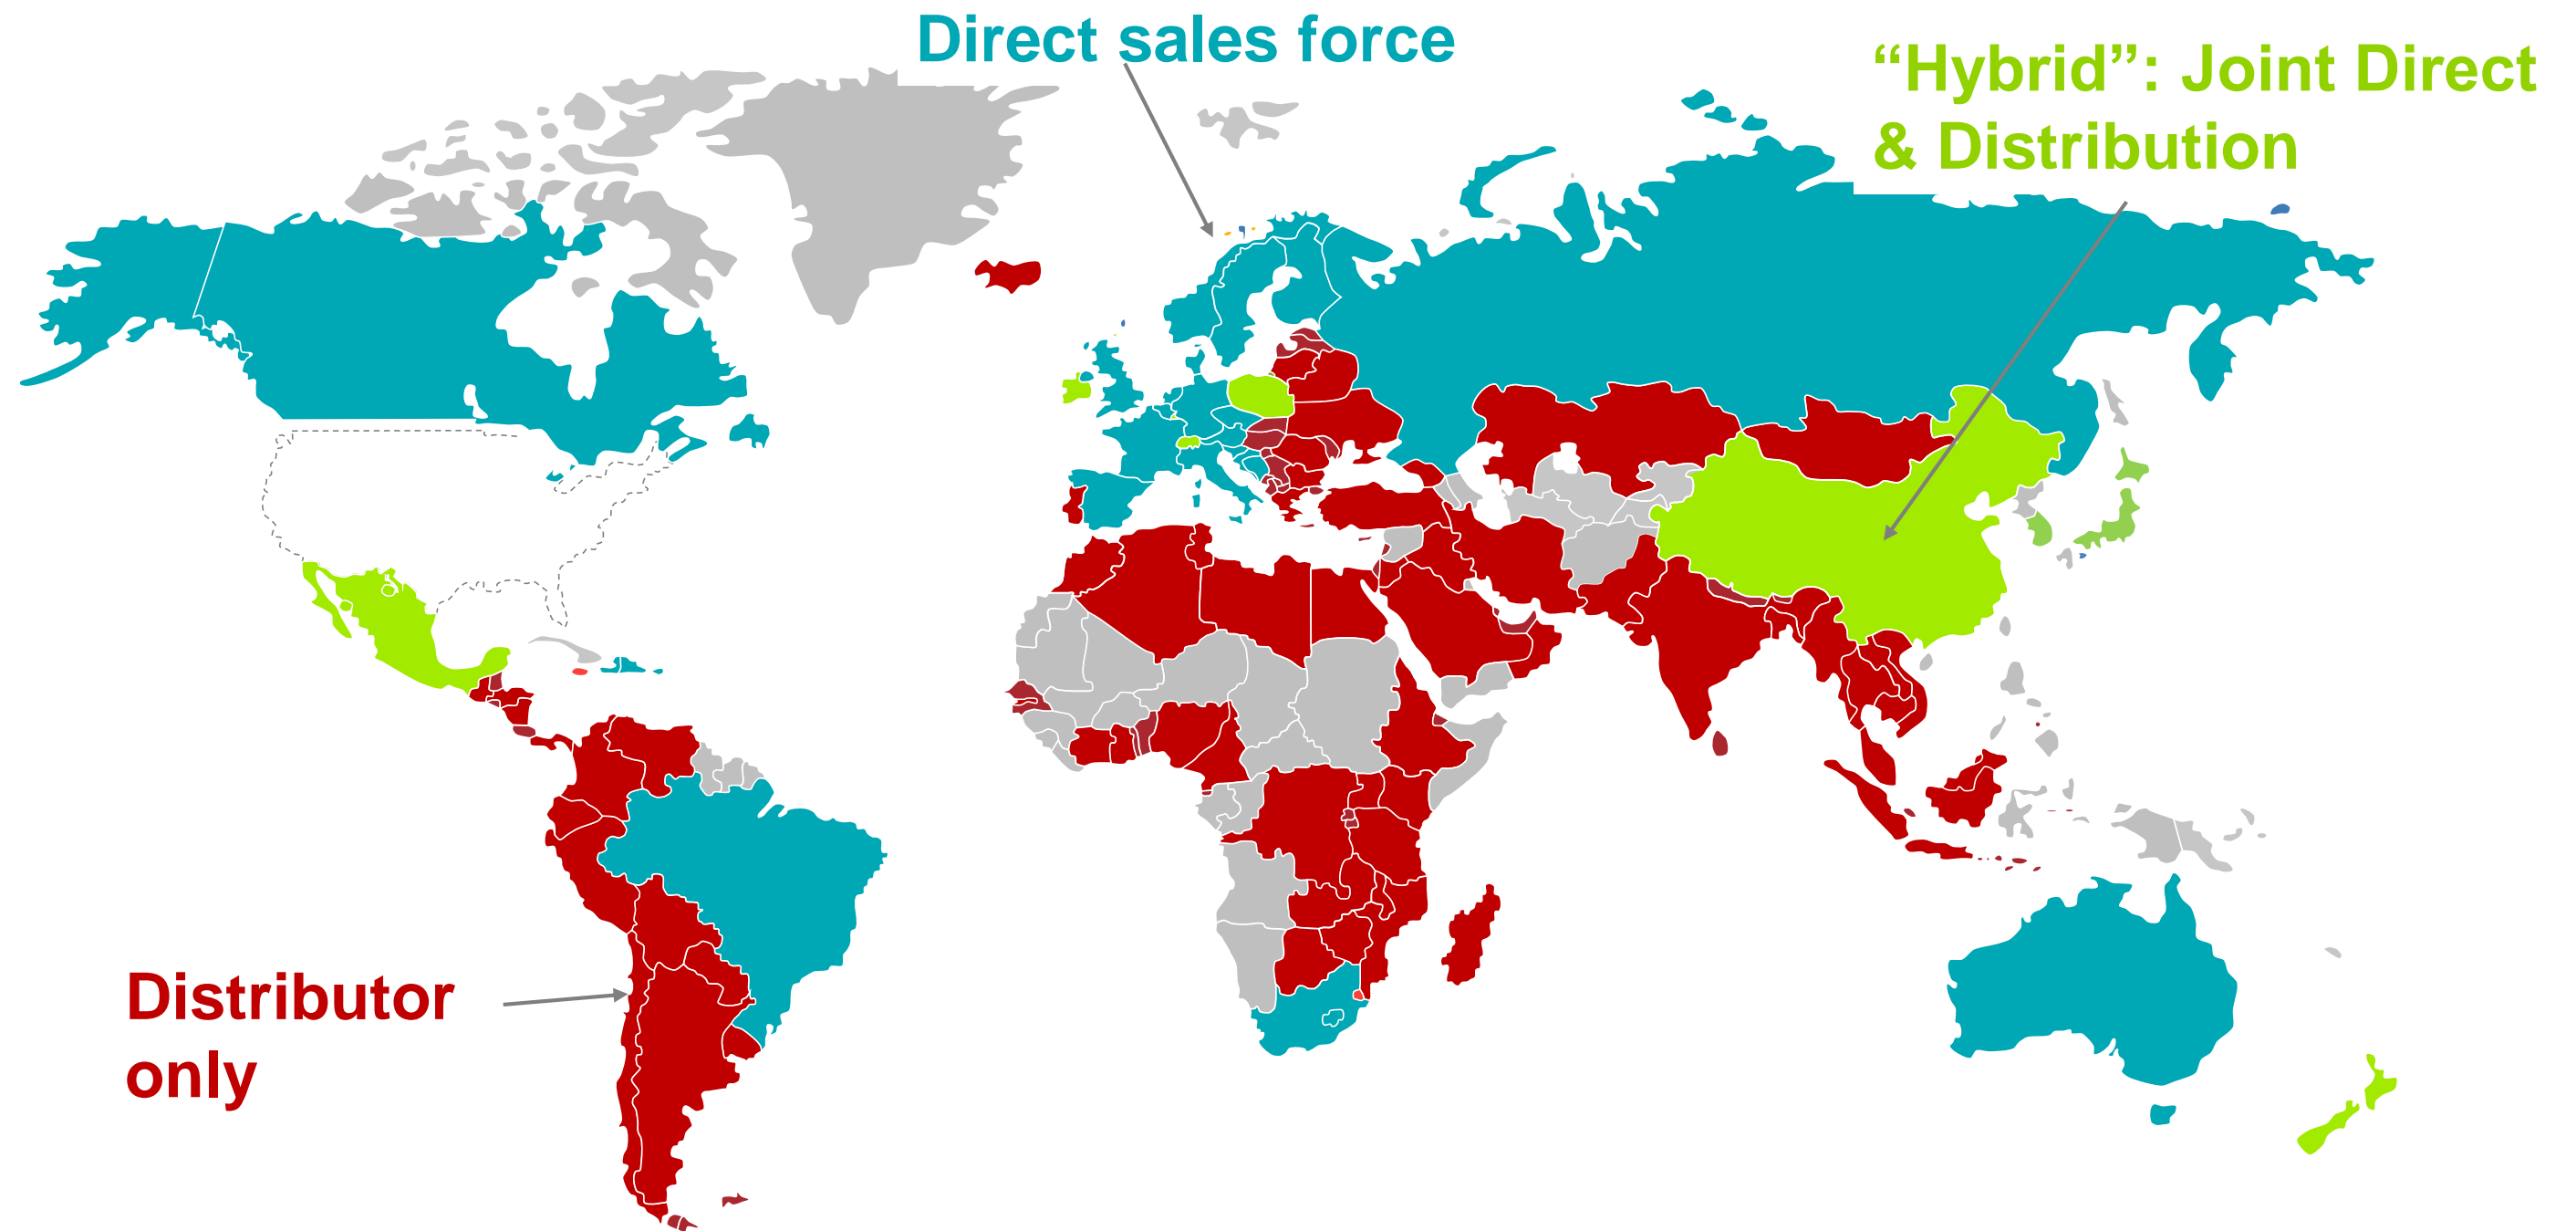 Direct sales force
“Hybrid”: Joint Direct
& Distribution
Distributor
only